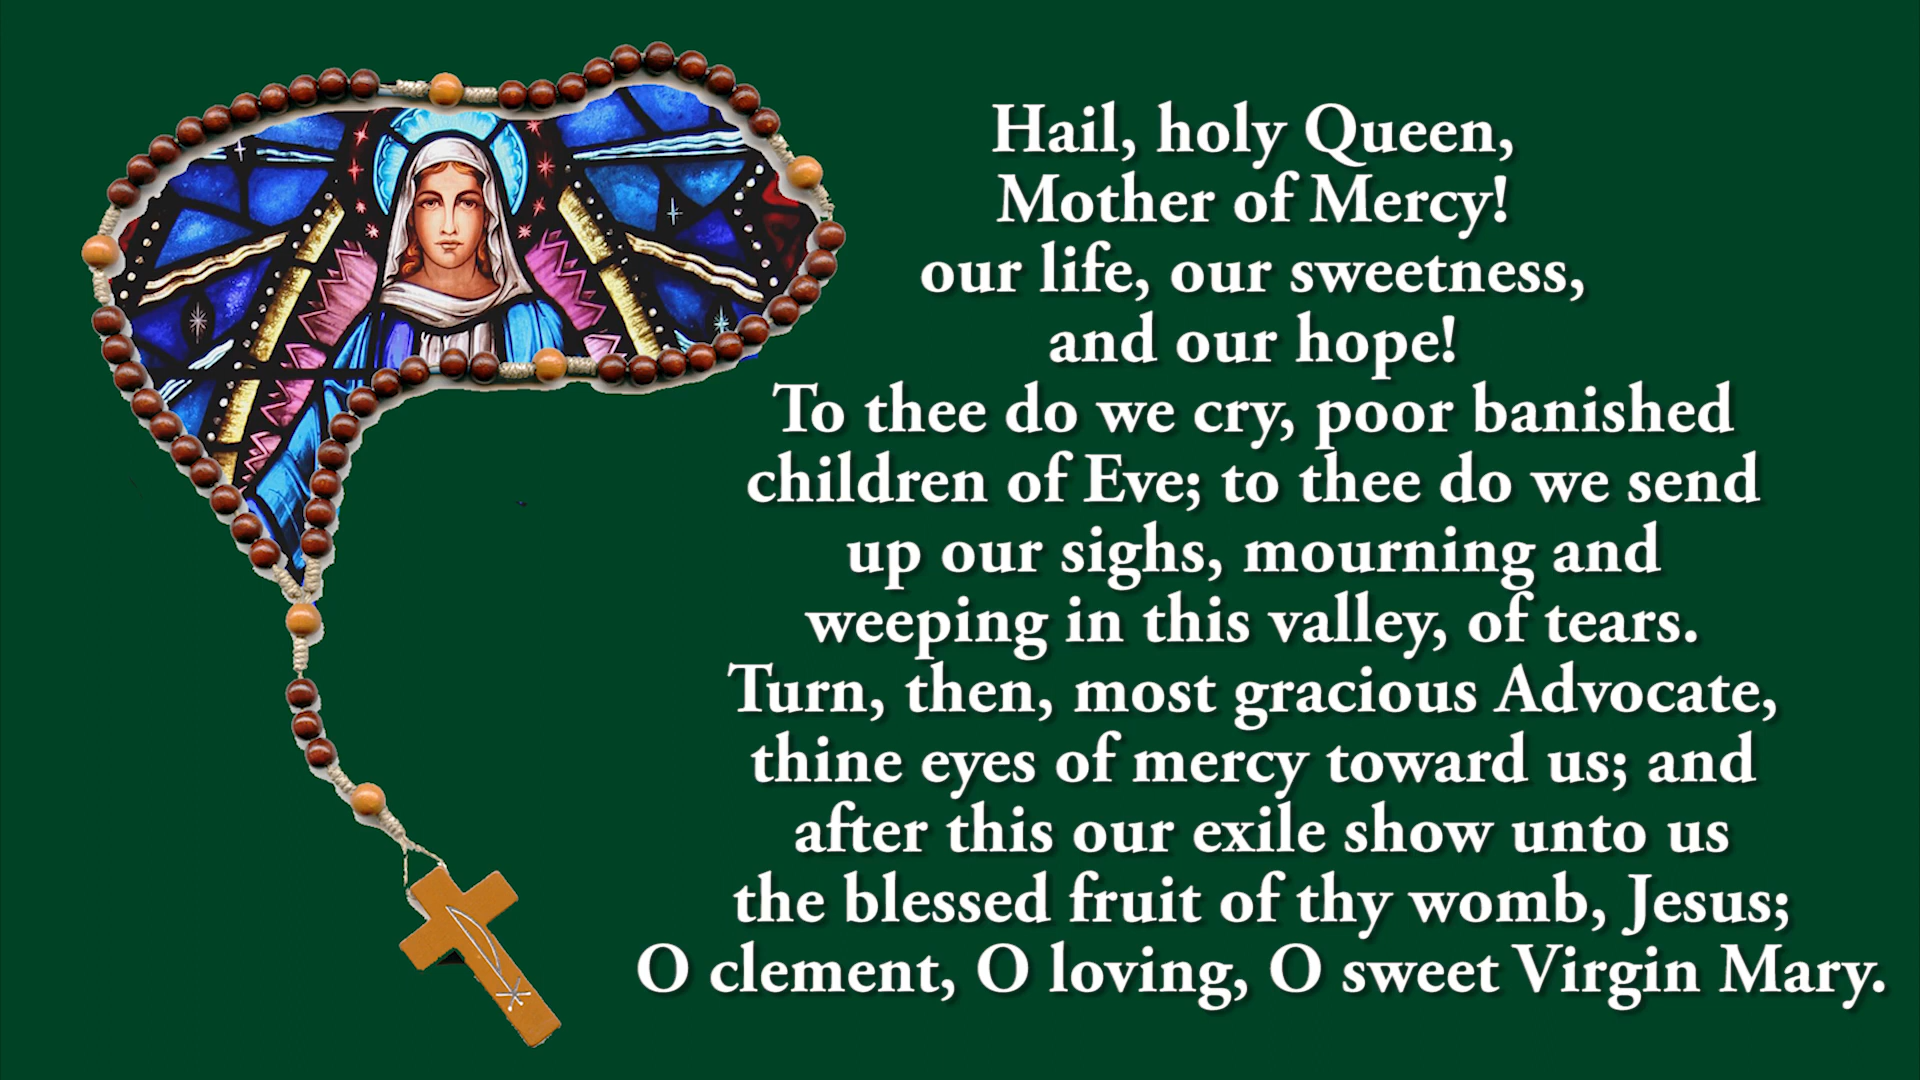 Hail, holy Queen,
Mother of Mercy!
our life, our sweetness,
and our hope!
To thee do we cry, poor banished
children of Eve; to thee do we send
up our sighs, mourning and
weeping in this valley, of tears.
Turn, then, most gracious Advocate,
thine eyes of mercy toward us; and
after this our exile show unto us
the blessed fruit of thy womb, Jesus;
O clement, O loving, O sweet Virgin Mary.